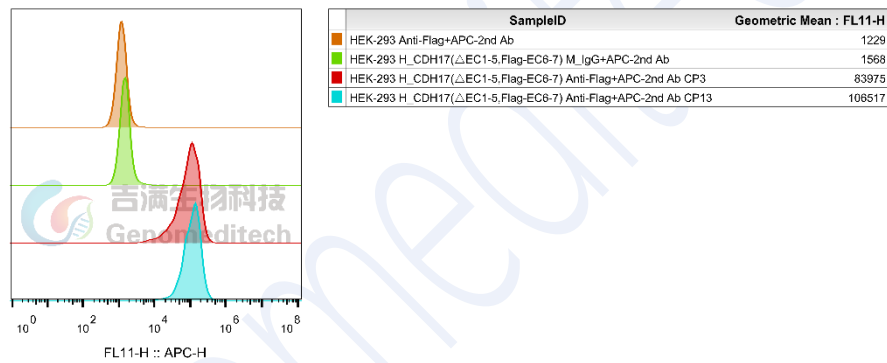 SampleID Geometric Mean : FL11-H
HEK-293 Anti-Flag+APC-2nd Ab 1229
HEK-293 H_CDH17(△EC1-5,Flag-EC6-7) M_IgG+APC-2nd Ab 1568
HEK-293 H_CDH17(△EC1-5,Flag-EC6-7) Anti-Flag+APC-2nd Ab CP3 83975
HEK-293 H_CDH17(△EC1-5,Flag-EC6-7) Anti-Flag+APC-2nd Ab CP13 106517
吉满生物科技
Genomeditech
10^0 10^2 10^4 10^6 10^8
FL11-H :: APC-H